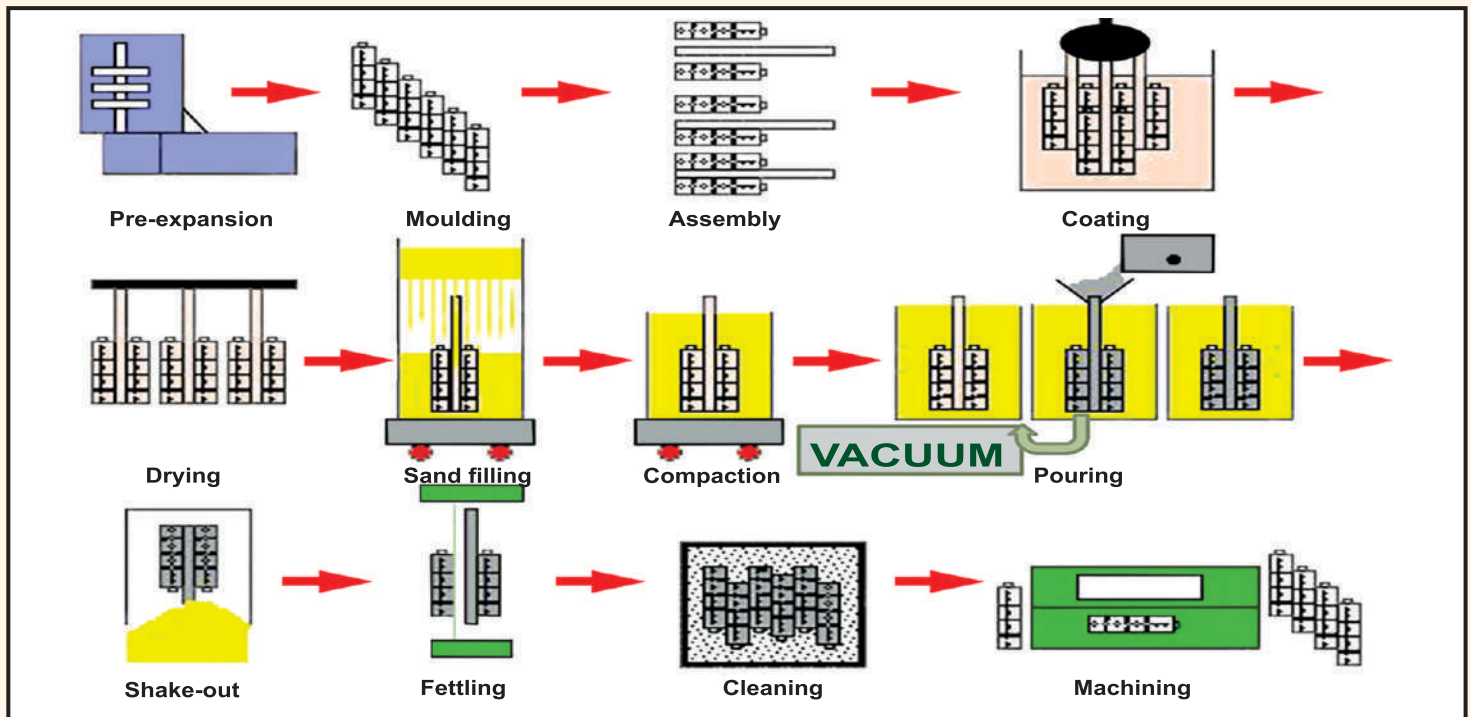 Pre-expansion
Moulding
Assembly
Coating
Drying
Sand filling
Compaction
VACUUM
Pouring
Shake-out
Fettling
Cleaning
Machining